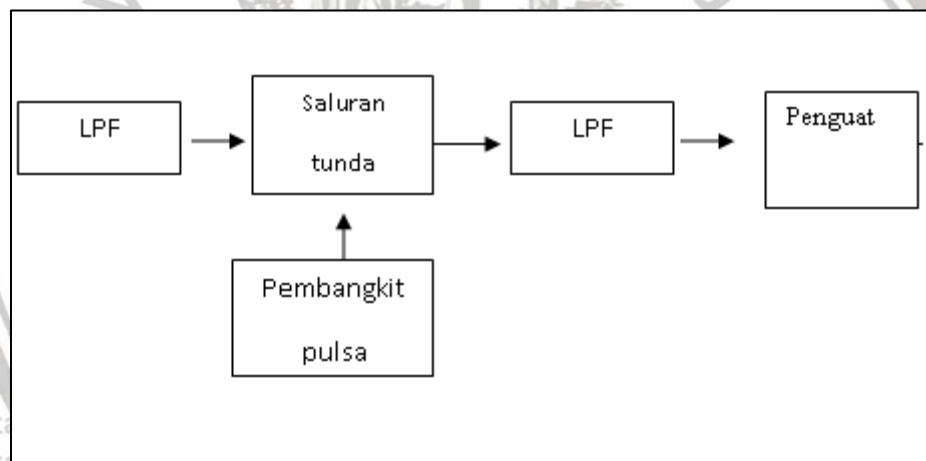 LPF
Saluran
tunda
LPF
Penguat
Pembangkit
pulsa